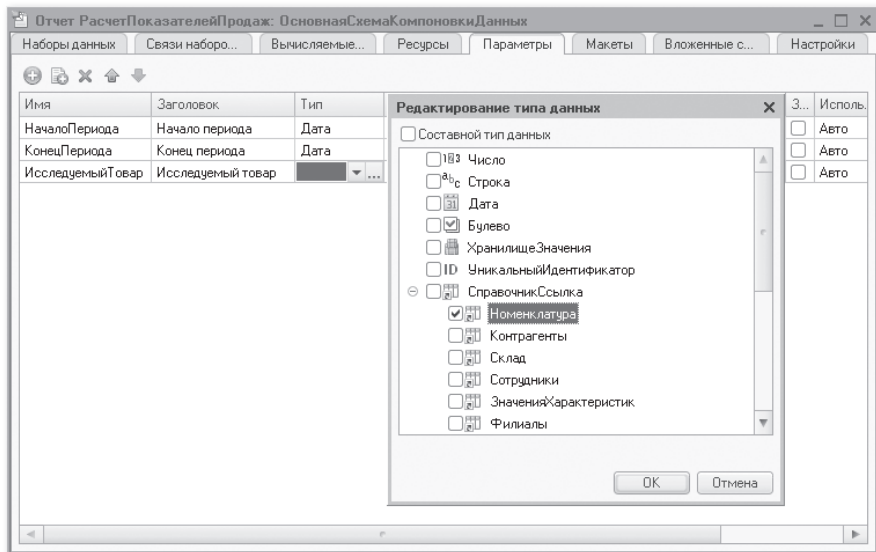 Отчет РасчетПоказателейПродаж: ОсновнаяСхемаКомпоновкиДанных
Наборы данных Связи наборо... Вычисляемые... Ресурсы Параметры Макеты Вложенные с... Настройки
Имя Заголовок Тип З... Исполь.
НачалоПериода Начало периода Дата Авто
КонецПериода Конец периода Дата Авто
ИсследуемыйТовар Исследуемый товар ... Авто
Редактирование типа данных
Составной тип данных
Число
Строка
Дата
Булево
ХранилищеЗначения
ID УникальныйИдентификатор
СправочникСсылка
Номенклатура
Контрагенты
Склад
Сотрудники
ЗначенияХарактеристик
Филиалы
OK Отмена